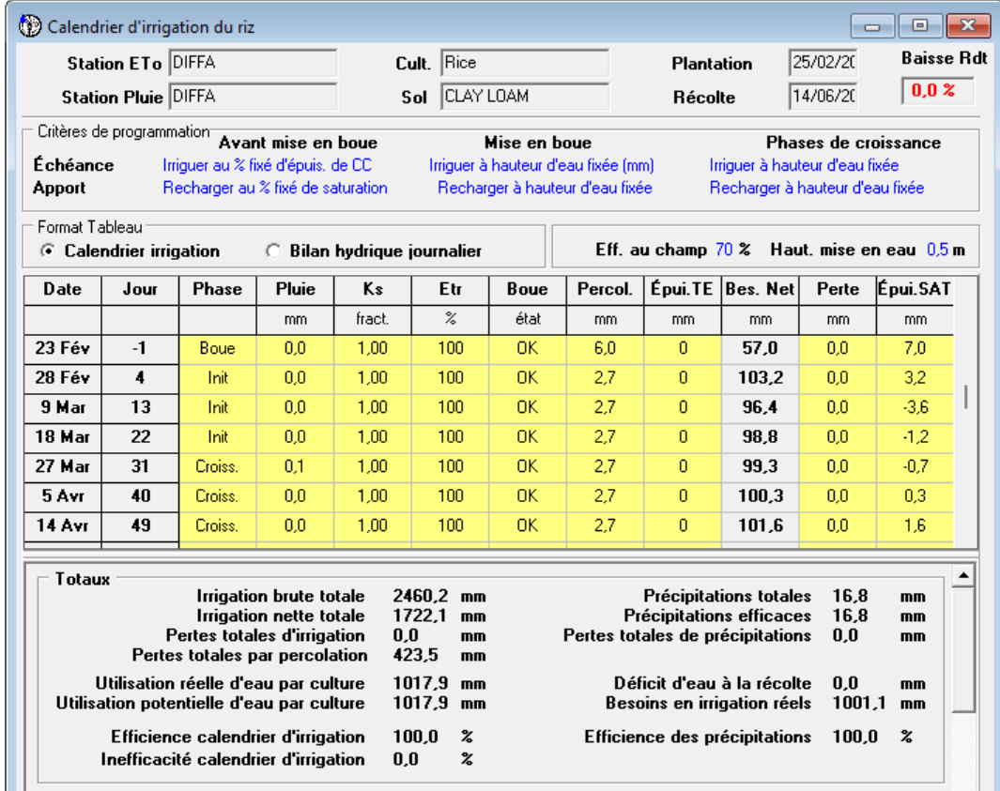 Calendrier d'irrigation du riz
Station ETo DIFFA Cult. Rice Plantation 25/02/20 Baisse Rdt
Station Pluie DIFFA Sol CLAY LOAM Récolte 14/06/20 0,0 %
Critères de programmation
Avant mise en boue Mise en boue Phases de croissance
Échéance Irriguer au % fixé d'épuis. de CC Irriguer à hauteur d'eau fixée (mm) Irriguer à hauteur d'eau fixée
Apport Recharger au % fixé de saturation Recharger à hauteur d'eau fixée Recharger à hauteur d'eau fixée
Format Tableau
Calendrier irrigation Bilan hydrique journalier Eff. au champ 70 % Haut. mise en eau 0,5 m
Date Jour Phase Pluie Ks Etr Boue Percol. Épui.TE Bes. Net Perte Épui.SAT
mm fract. % état mm mm mm mm mm
23 Fév -1 Boue 0,0 1,00 100 OK 6,0 0 57,0 0,0 7,0
28 Fév 4 Init 0,0 1,00 100 OK 2,7 0 103,2 0,0 3,2
9 Mar 13 Init 0,0 1,00 100 OK 2,7 0 96,4 0,0 -3,6
18 Mar 22 Init 0,0 1,00 100 OK 2,7 0 98,8 0,0 -1,2
27 Mar 31 Croiss. 0,1 1,00 100 OK 2,7 0 99,3 0,0 -0,7
5 Avr 40 Croiss. 0,0 1,00 100 OK 2,7 0 100,3 0,0 0,3
14 Avr 49 Croiss. 0,0 1,00 100 OK 2,7 0 101,6 0,0 1,6
Totaux
Irrigation brute totale 2460,2 mm Précipitations totales 16,8 mm
Irrigation nette totale 1722,1 mm Précipitations efficaces 16,8 mm
Pertes totales d'irrigation 0,0 mm Pertes totales de précipitations 0,0 mm
Pertes totales par percolation 423,5 mm
Utilisation réelle d'eau par culture 1017,9 mm Déficit d'eau à la récolte 0,0 mm
Utilisation potentielle d'eau par culture 1017,9 mm Besoins en irrigation réels 1001,1 mm
Efficience calendrier d'irrigation 100,0 % Efficience des précipitations 100,0 %
Inefficacité calendrier d'irrigation 0,0 %